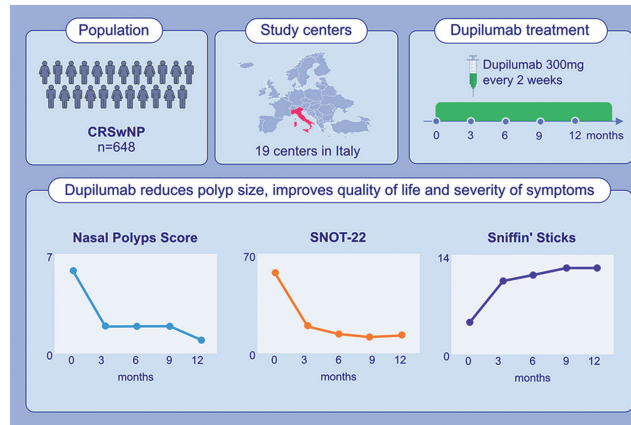 Population
CRSwNP
n=648
Study centers
19 centers in Italy
Dupilumab treatment
Dupilumab 300mg
every 2 weeks
0 3 6 9 12 months
Dupilumab reduces polyp size, improves quality of life and severity of symptoms
Nasal Polyps Score
7
0
0 3 6 9 12
months
SNOT-22
70
0
0 3 6 9 12
months
Sniffin' Sticks
14
0
0 3 6 9 12
months